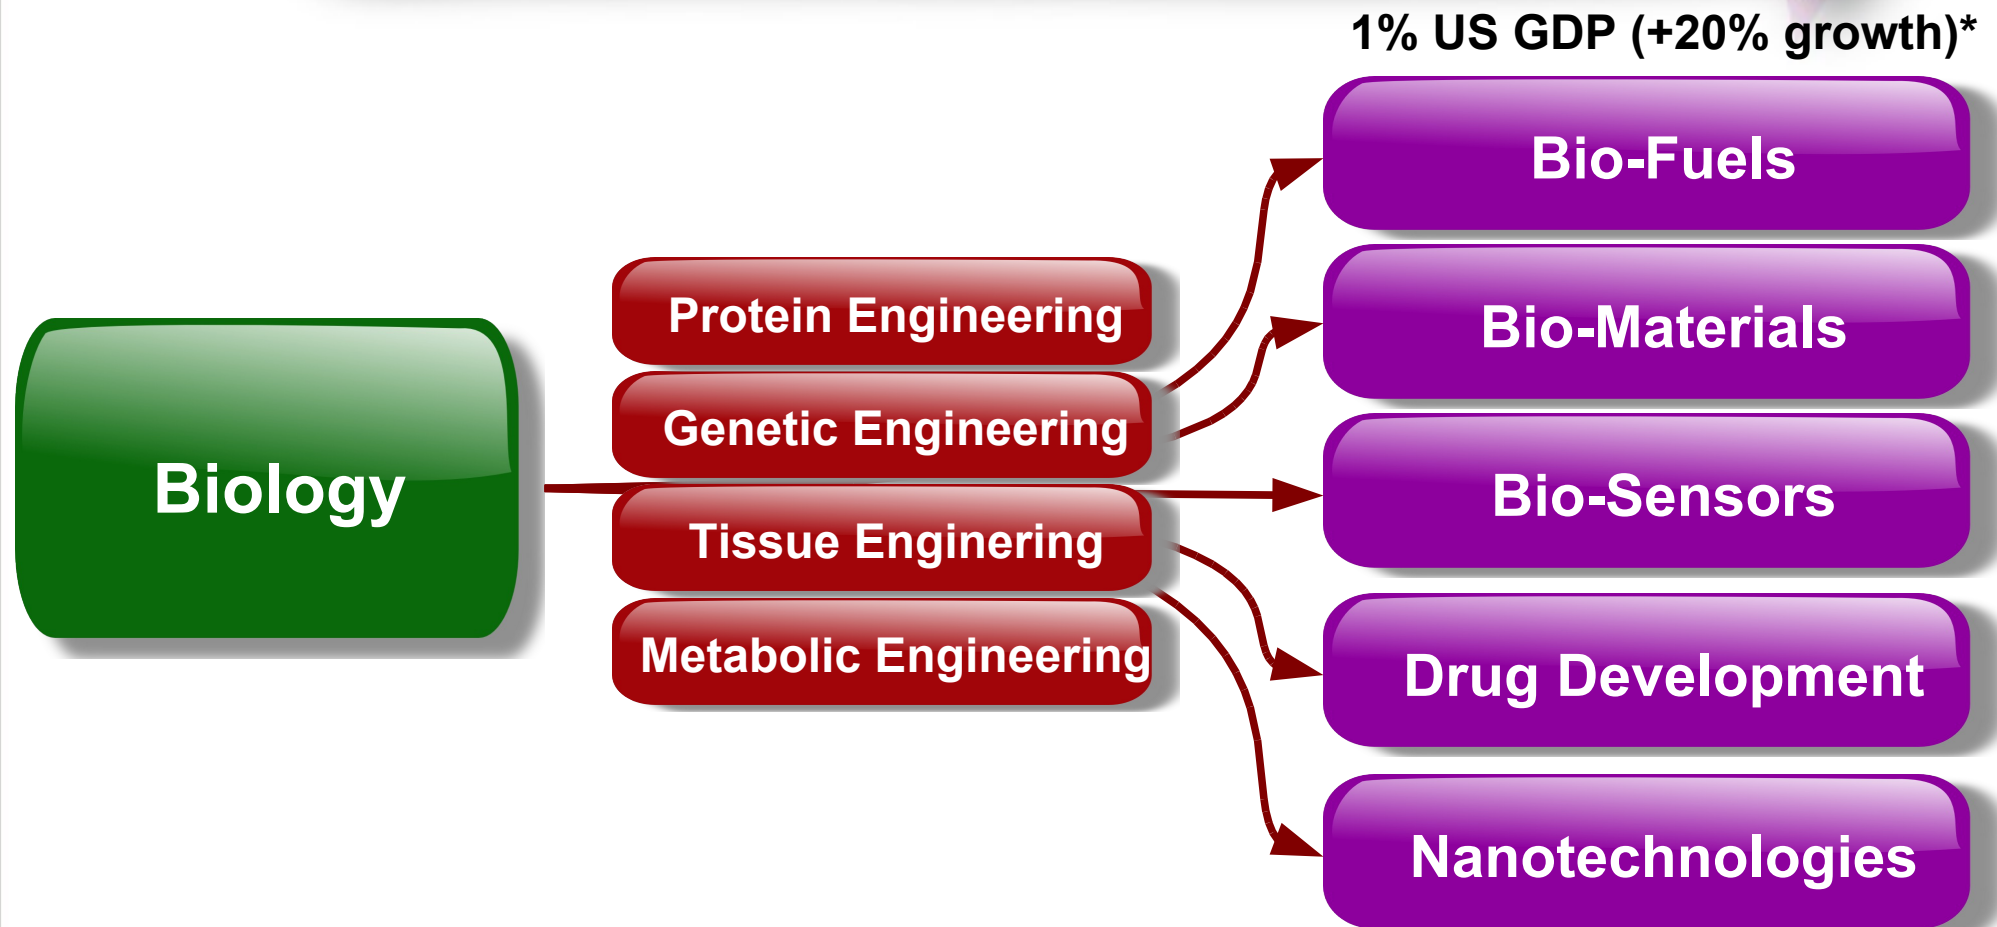 1% US GDP (+20% growth)*
Biology
Protein Engineering
Genetic Engineering
Tissue Enginering
Metabolic Engineering
Bio-Fuels
Bio-Materials
Bio-Sensors
Drug Development
Nanotechnologies